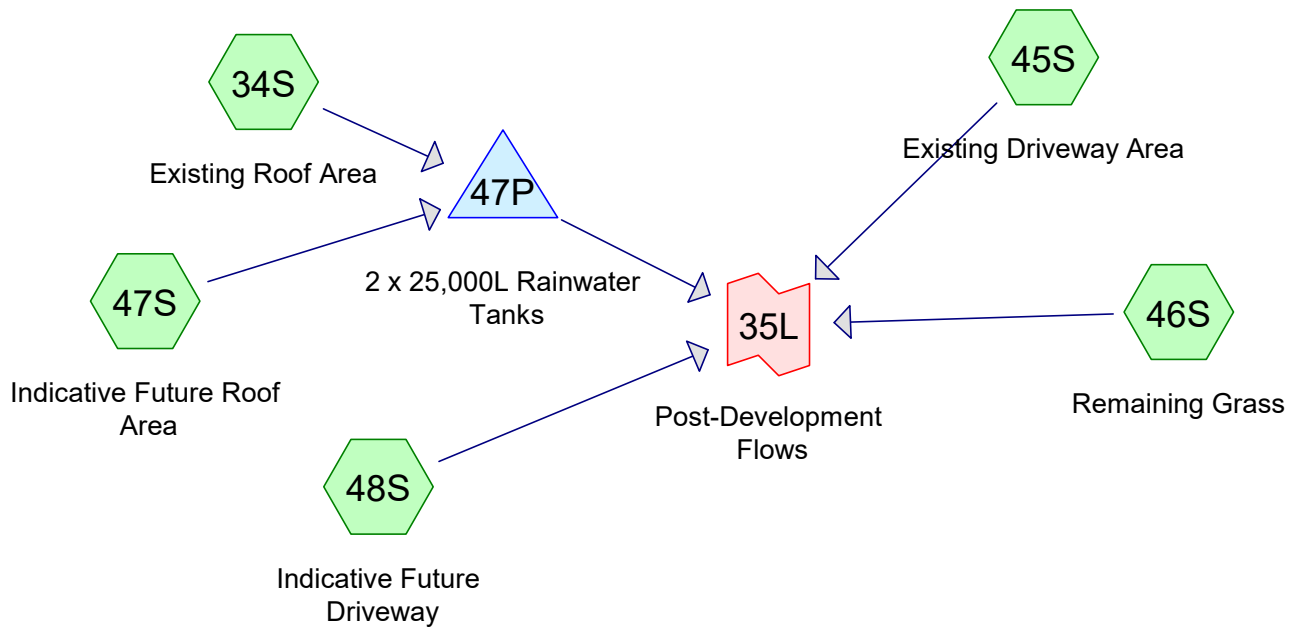 34S
Existing Roof Area
45S
Existing Driveway Area
47P
2 x 25,000L Rainwater
Tanks
47S
Indicative Future Roof
Area
35L
Post-Development
Flows
46S
Remaining Grass
48S
Indicative Future
Driveway